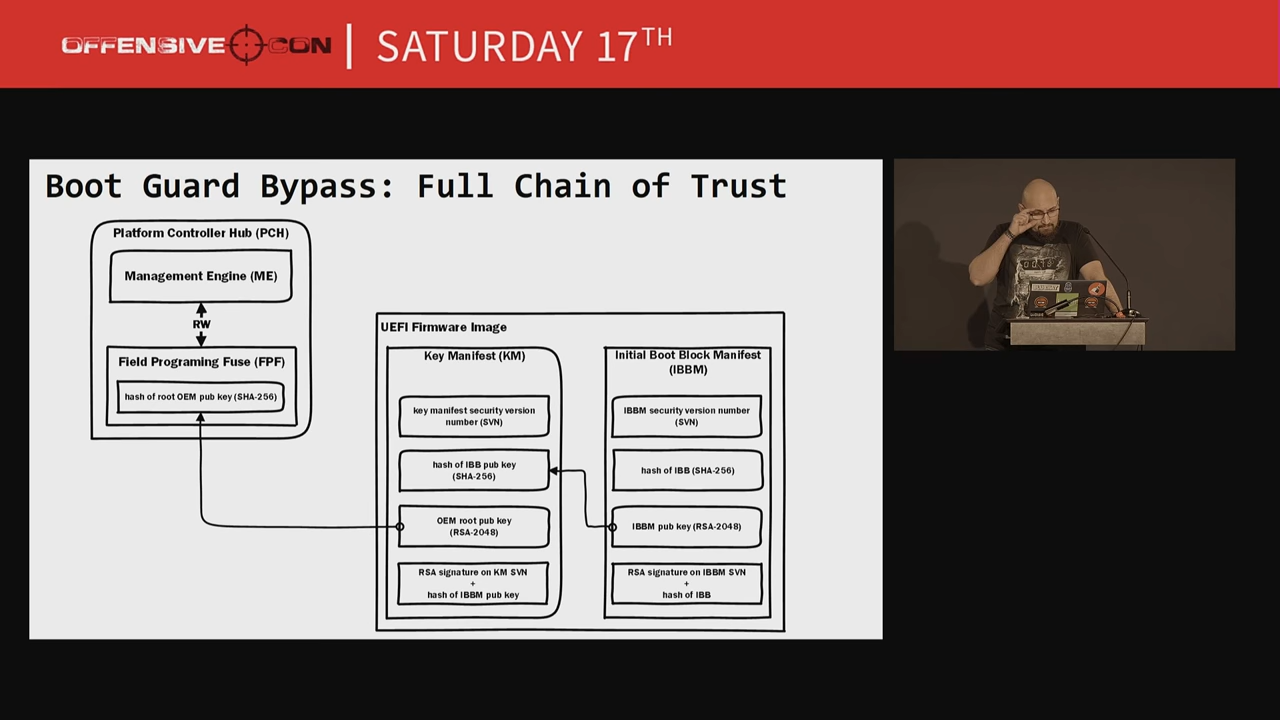 OFFENSIVE CON | SATURDAY 17TH
Boot Guard Bypass: Full Chain of Trust
Platform Controller Hub (PCH)
Management Engine (ME)
RW
Field Programing Fuse (FPF)
hash of root OEM pub key (SHA-256)
UEFI Firmware Image
Key Manifest (KM)
key manifest security version
number (SVN)
hash of IBB pub key
(SHA-256)
OEM root pub key
(RSA-2048)
RSA signature on KM SVN
+
hash of IBBM pub key
Initial Boot Block Manifest
(IBBM)
IBBM security version number
(SVN)
hash of IBB (SHA-256)
IBBM pub key (RSA-2048)
RSA signature on IBBM SVN
+
hash of IBB